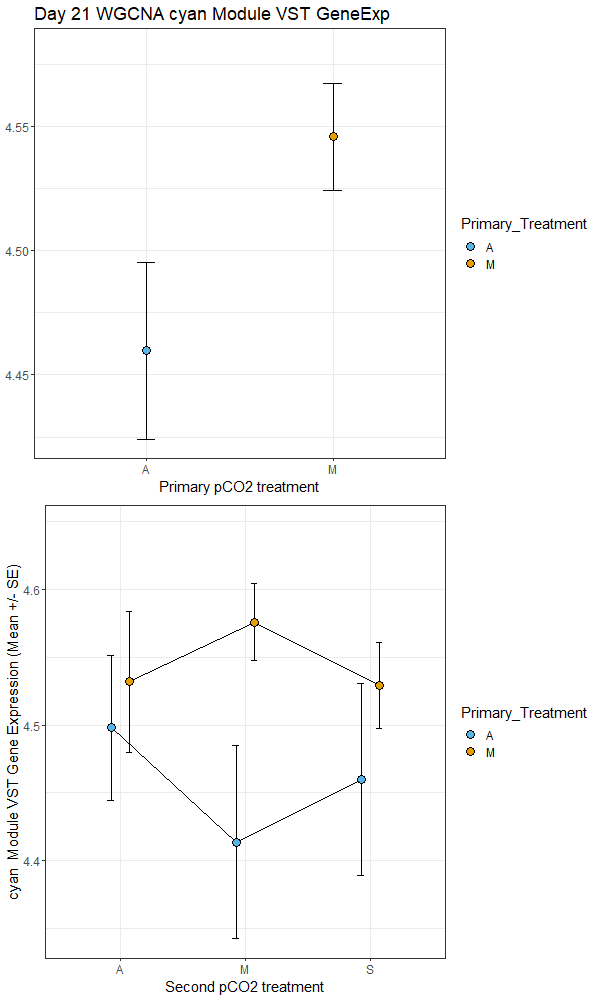 Day 21 WGCNA cyan Module VST GeneExp
4.55
4.50
4.45
A
M
Primary pCO2 treatment
Primary_Treatment
A
M
cyan  Module VST Gene Expression (Mean +/- SE)
4.6
4.5
4.4
A
M
S
Second pCO2 treatment
Primary_Treatment
A
M